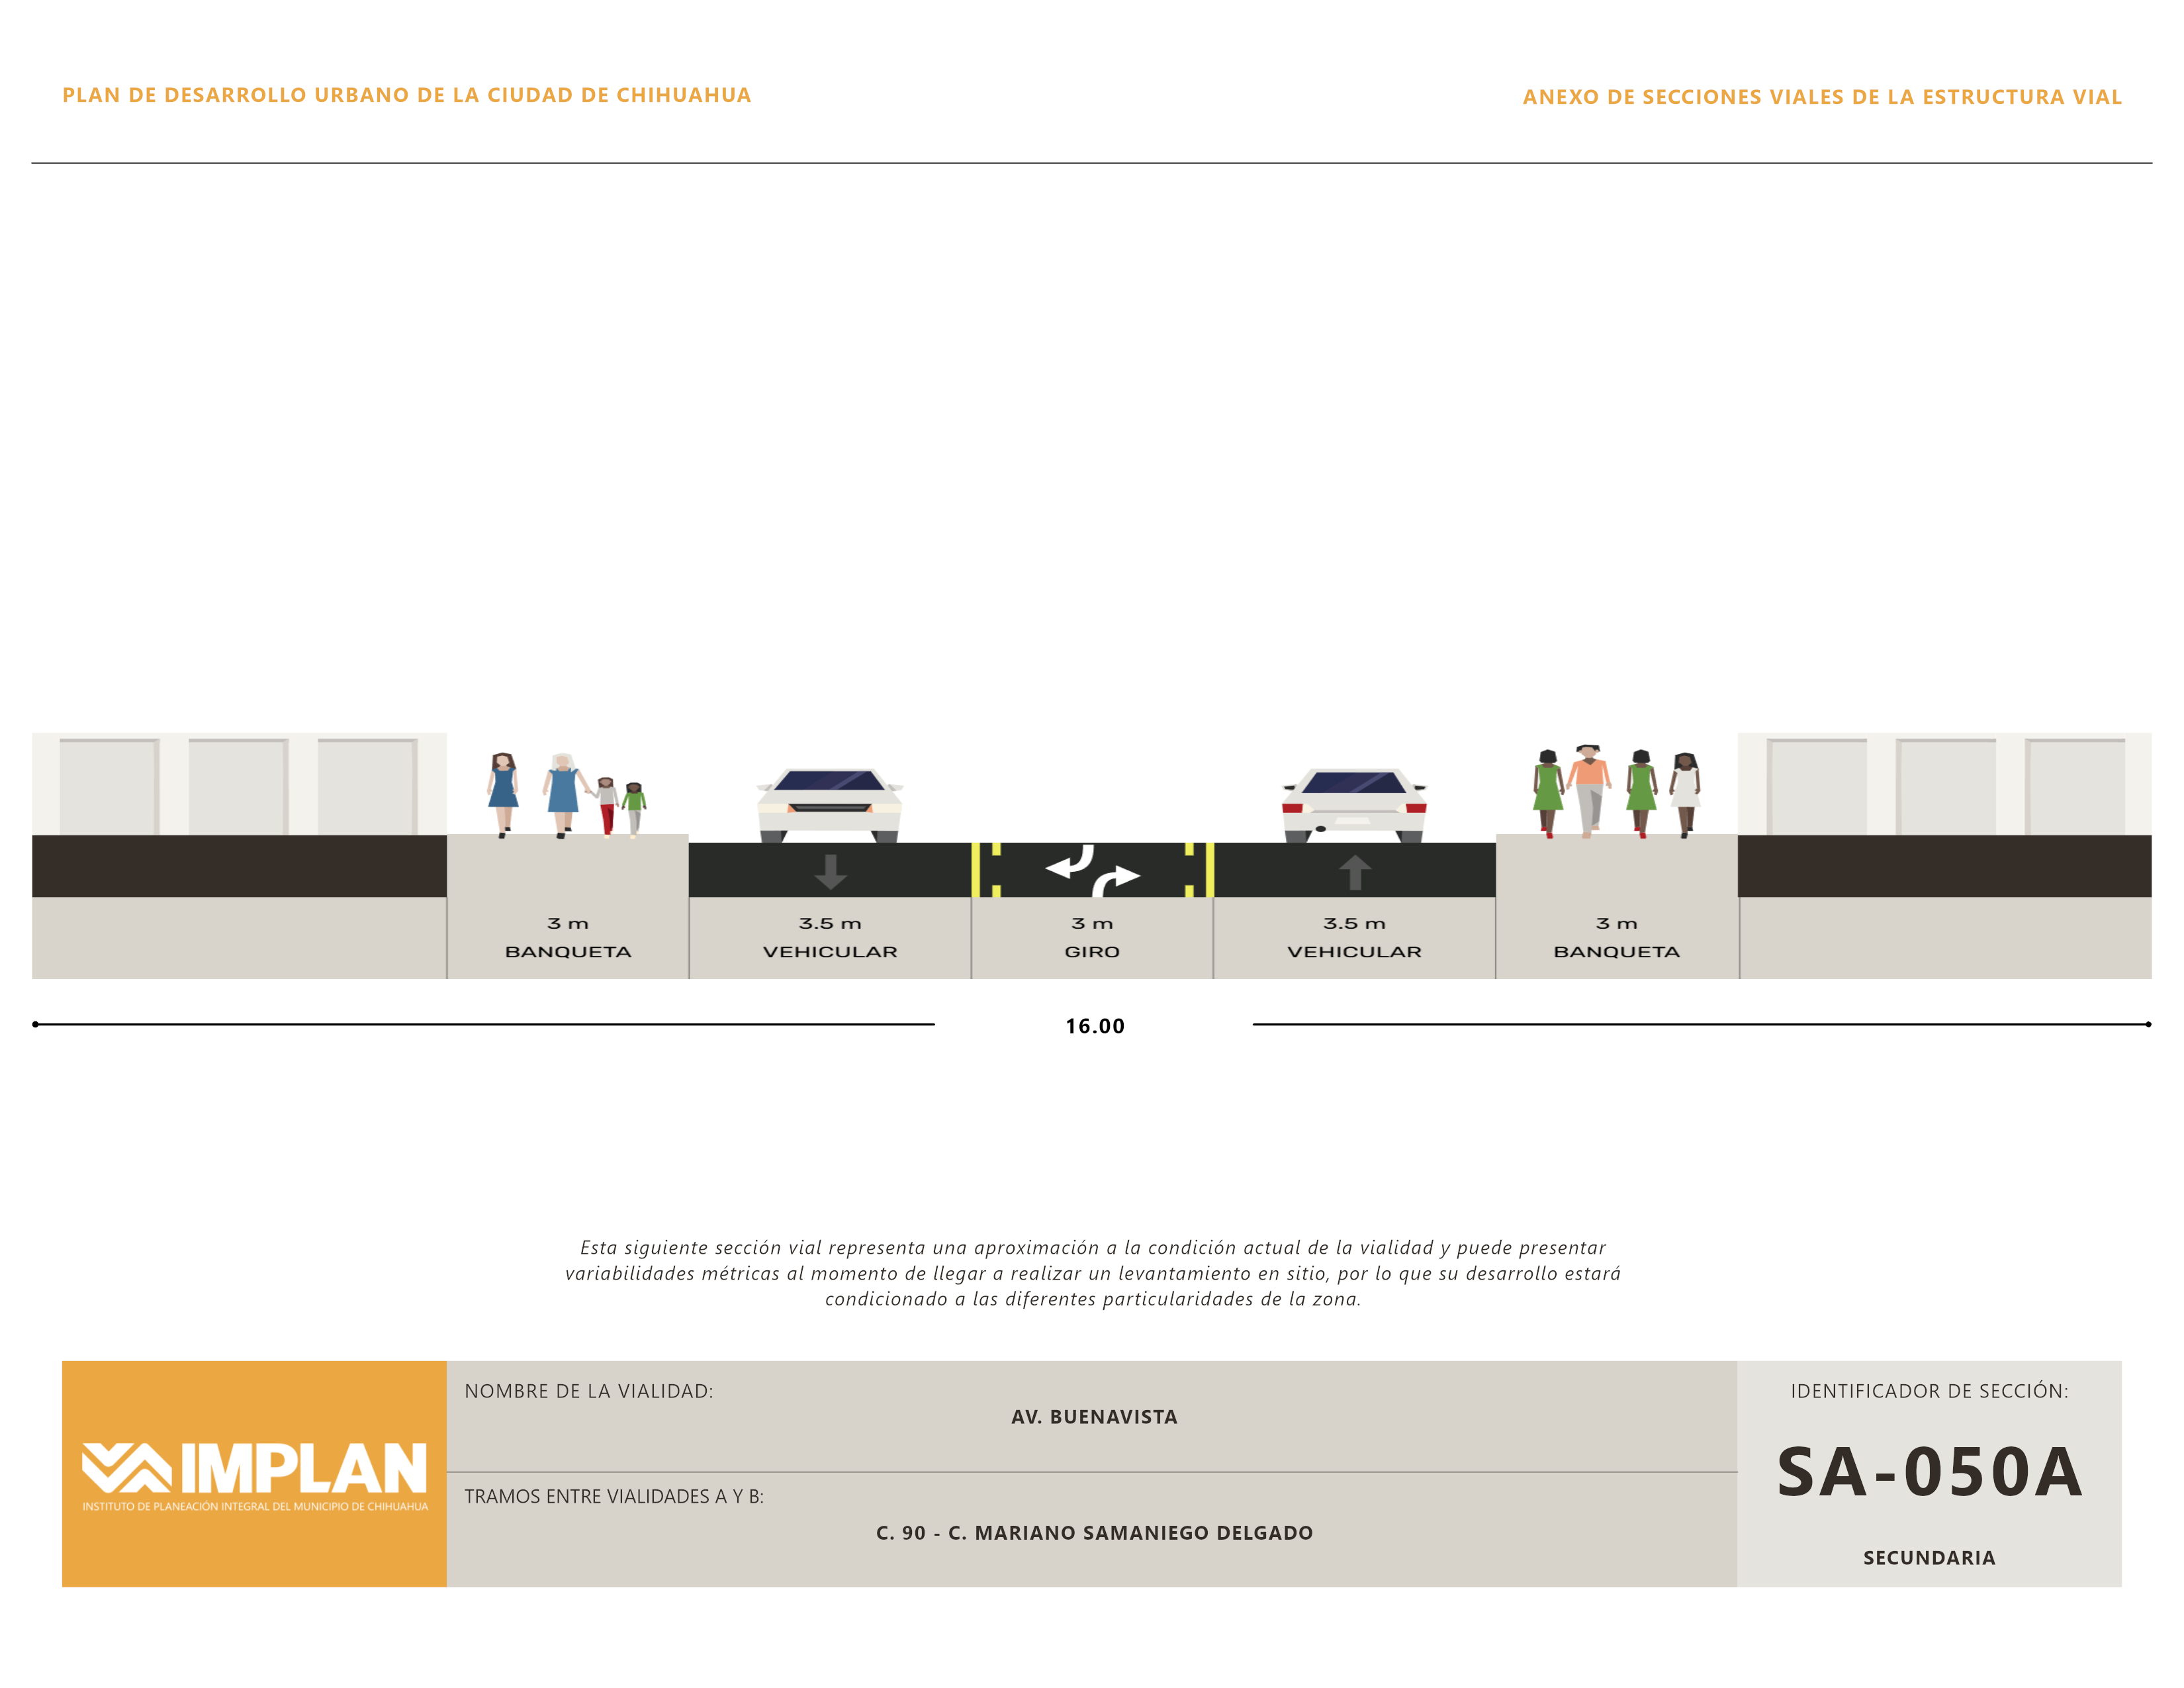 PLAN DE DESARROLLO URBANO DE LA CIUDAD DE CHIHUAHUA
ANEXO DE SECCIONES VIALES DE LA ESTRUCTURA VIAL
3 m
BANQUETA
3.5 m
VEHICULAR
3 m
GIRO
3.5 m
VEHICULAR
3 m
BANQUETA
16.00
Esta siguiente sección vial representa una aproximación a la condición actual de la vialidad y puede presentar
variabilidades métricas al momento de llegar a realizar un levantamiento en sitio, por lo que su desarrollo estará
condicionado a las diferentes particularidades de la zona.
IMPLAN
INSTITUTO DE PLANEACIÓN INTEGRAL DEL MUNICIPIO DE CHIHUAHUA
NOMBRE DE LA VIALIDAD:
AV. BUENAVISTA
TRAMOS ENTRE VIALIDADES A Y B:
C. 90 - C. MARIANO SAMANIEGO DELGADO
IDENTIFICADOR DE SECCIÓN:
SA-050A
SECUNDARIA